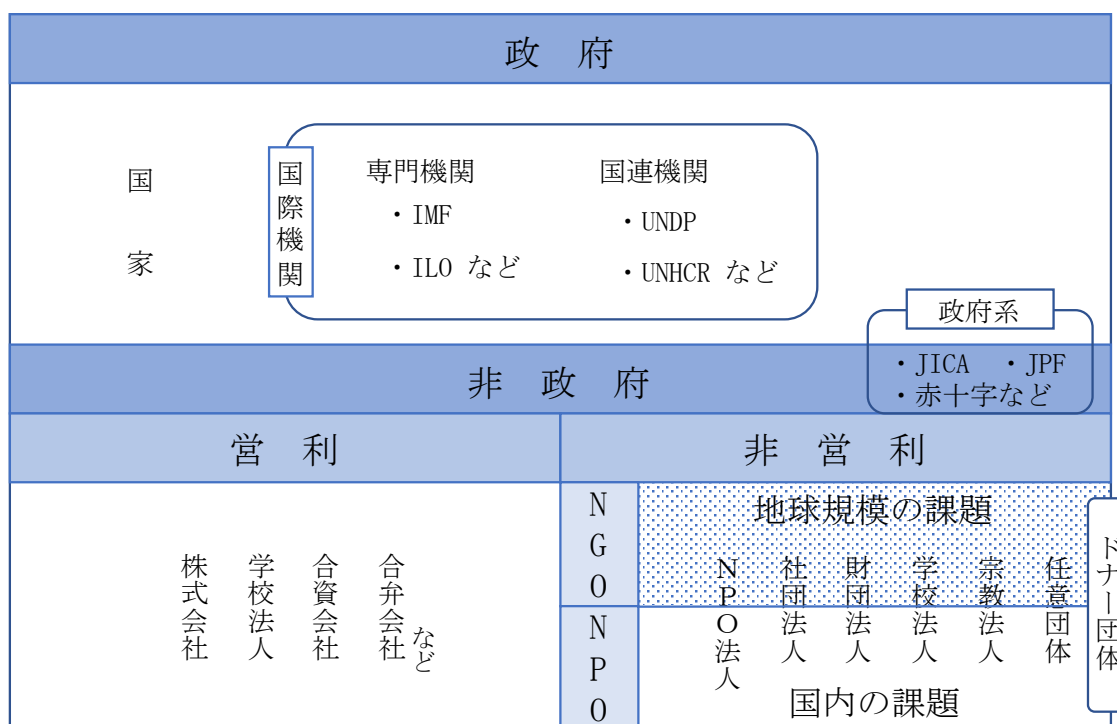 政 府
国 家
国際機関
専門機関
・IMF
・ILO など
国連機関
・UNDP
・UNHCR など
政府系
・JICA ・JPF
・赤十字など
非 政 府
営 利
非 営 利
株式会社
学校法人
合資会社
合弁会社
など
NGO
地球規模の課題
NPO
NPO法人
社団法人
財団法人
学校法人
宗教法人
任意団体
ドナー団体
国内の課題